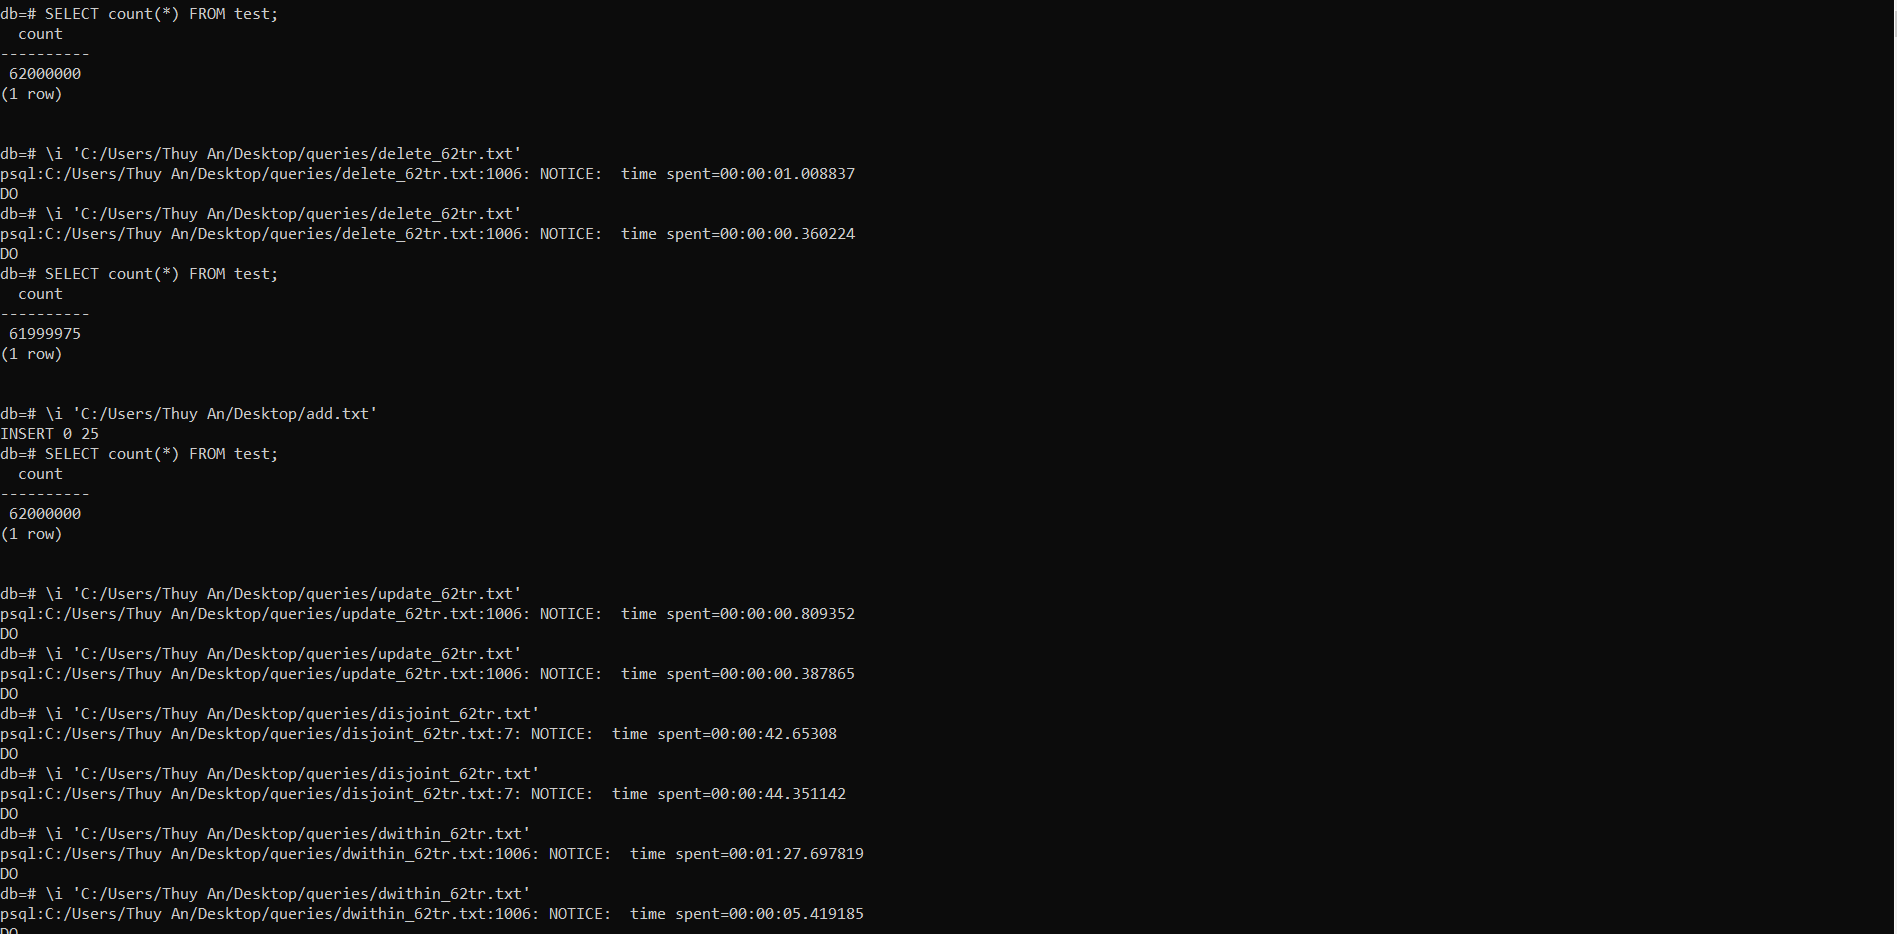 db=# SELECT count(*) FROM test;
  count
----------
 62000000
(1 row)
db=# \i 'C:/Users/Thuy An/Desktop/queries/delete_62tr.txt'
psql:C:/Users/Thuy An/Desktop/queries/delete_62tr.txt:1006: NOTICE:  time spent=00:00:01.008837
DO
db=# \i 'C:/Users/Thuy An/Desktop/queries/delete_62tr.txt'
psql:C:/Users/Thuy An/Desktop/queries/delete_62tr.txt:1006: NOTICE:  time spent=00:00:00.360224
DO
db=# SELECT count(*) FROM test;
  count
----------
 61999975
(1 row)
db=# \i 'C:/Users/Thuy An/Desktop/add.txt'
INSERT 0 25
db=# SELECT count(*) FROM test;
  count
----------
 62000000
(1 row)
db=# \i 'C:/Users/Thuy An/Desktop/queries/update_62tr.txt'
psql:C:/Users/Thuy An/Desktop/queries/update_62tr.txt:1006: NOTICE:  time spent=00:00:00.809352
DO
db=# \i 'C:/Users/Thuy An/Desktop/queries/update_62tr.txt'
psql:C:/Users/Thuy An/Desktop/queries/update_62tr.txt:1006: NOTICE:  time spent=00:00:00.387865
DO
db=# \i 'C:/Users/Thuy An/Desktop/queries/disjoint_62tr.txt'
psql:C:/Users/Thuy An/Desktop/queries/disjoint_62tr.txt:7: NOTICE:  time spent=00:00:42.65308
DO
db=# \i 'C:/Users/Thuy An/Desktop/queries/disjoint_62tr.txt'
psql:C:/Users/Thuy An/Desktop/queries/disjoint_62tr.txt:7: NOTICE:  time spent=00:00:44.351142
DO
db=# \i 'C:/Users/Thuy An/Desktop/queries/dwithin_62tr.txt'
psql:C:/Users/Thuy An/Desktop/queries/dwithin_62tr.txt:1006: NOTICE:  time spent=00:01:27.697819
DO
db=# \i 'C:/Users/Thuy An/Desktop/queries/dwithin_62tr.txt'
psql:C:/Users/Thuy An/Desktop/queries/dwithin_62tr.txt:1006: NOTICE:  time spent=00:00:05.419185
DO